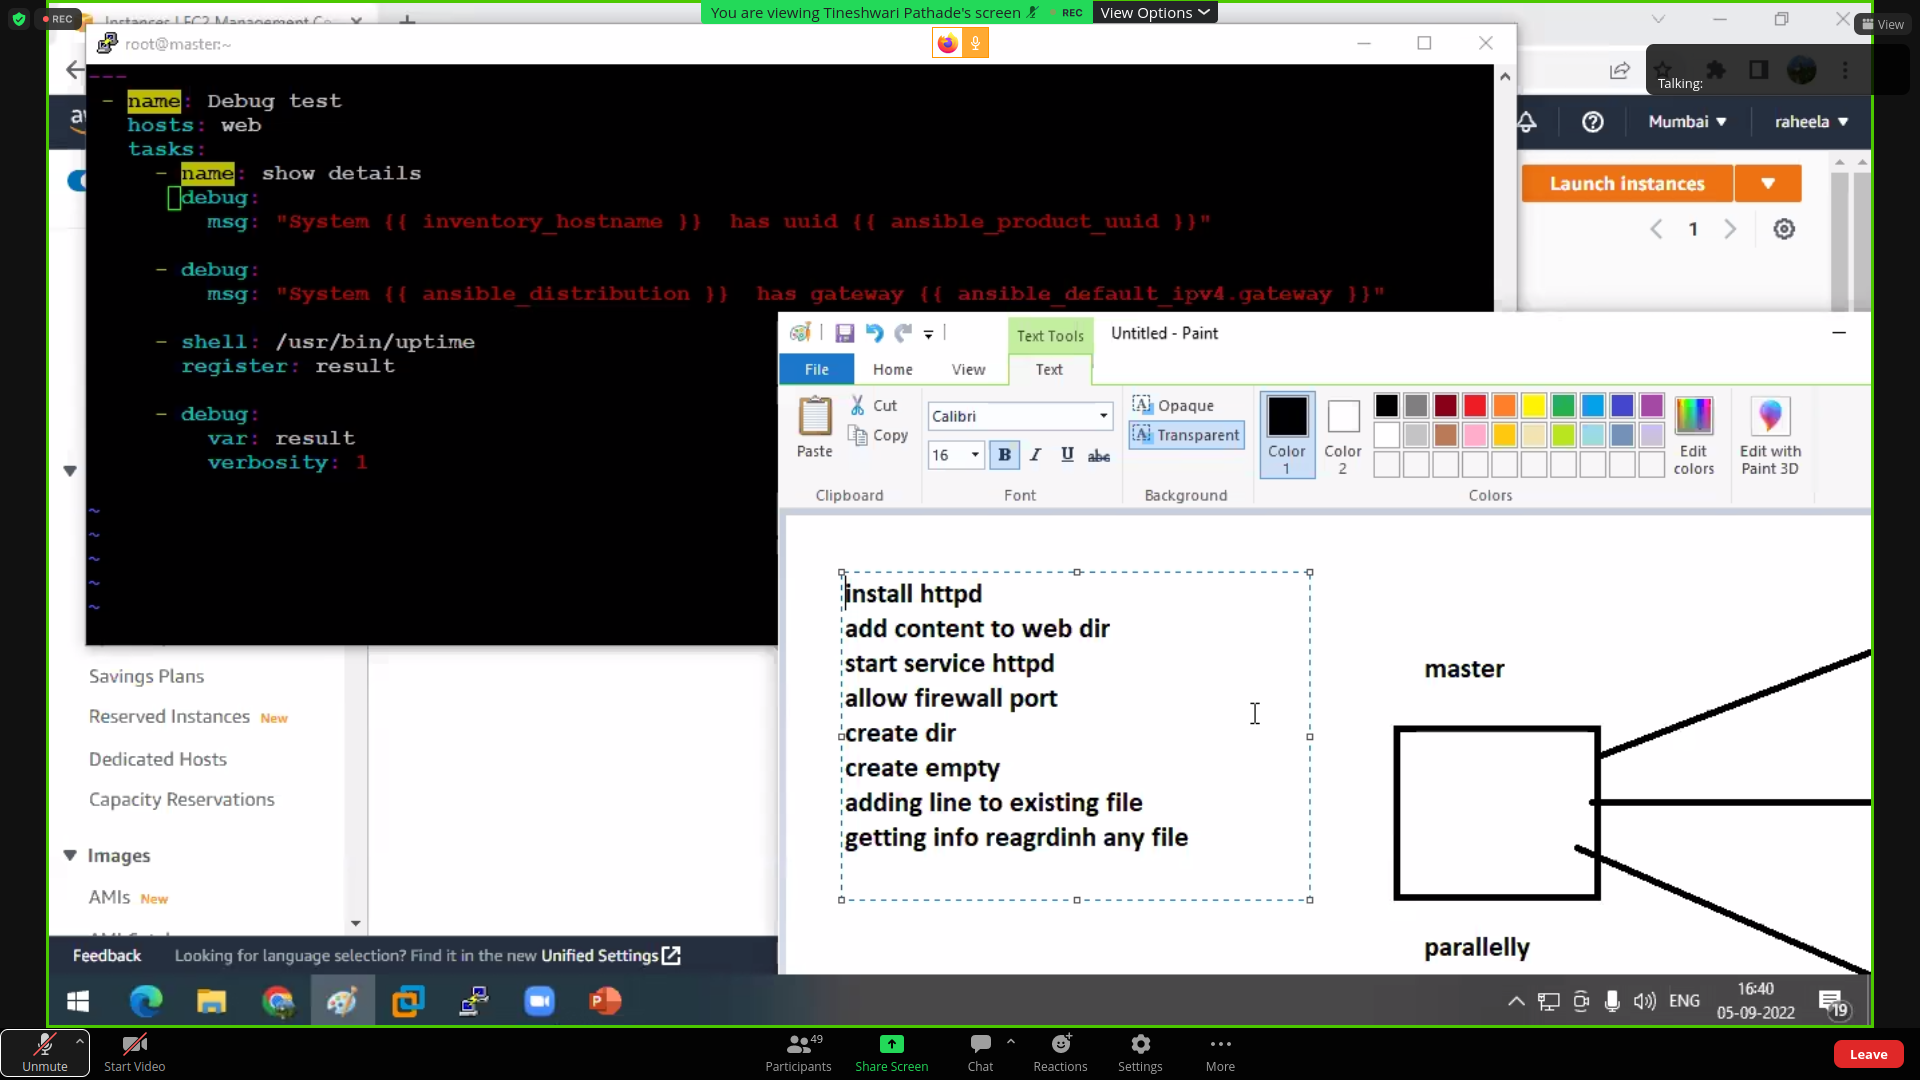 REC
You are viewing Tineshwari Pathade's screen
REC
View Options
View
Talking:
root@master:~
---
- name: Debug test
hosts: web
tasks:
- name: show details
debug:
msg: "System {{ inventory_hostname }}  has uuid {{ ansible_product_uuid }}"
- debug:
msg: "System {{ ansible_distribution }}  has gateway {{ ansible_default_ipv4.gateway }}"
- shell: /usr/bin/uptime
register: result
- debug:
var: result
verbosity: 1
~
~
~
~
~
Mumbai
raheela
Launch instances
1
Untitled - Paint
Text Tools
File
Home
View
Text
Paste
Cut
Copy
Clipboard
Calibri
16
B
I
U
abc
Font
Opaque
Transparent
Background
Color 1
Color 2
Colors
Edit colors
Edit with Paint 3D
install httpd
add content to web dir
start service httpd
allow firewall port
create dir
create empty
adding line to existing file
getting info reagrdinh any file
master
parallelly
Savings Plans
Reserved Instances New
Dedicated Hosts
Capacity Reservations
Images
AMIs New
Feedback
Looking for language selection? Find it in the new Unified Settings
ENG
16:40
05-09-2022
19
Unmute
Start Video
49
Participants
Share Screen
Chat
Reactions
Settings
More
Leave